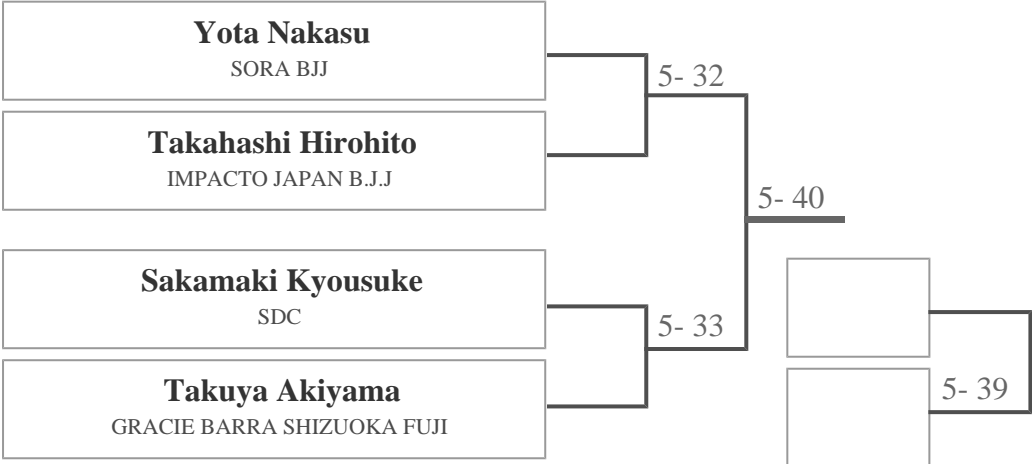 Yota Nakasu
SORA BJJ
5- 32
Takahashi Hirohito
IMPACTO JAPAN B.J.J
5- 40
Sakamaki Kyousuke
SDC
5- 33
Takuya Akiyama
GRACIE BARRA SHIZUOKA FUJI
5- 39